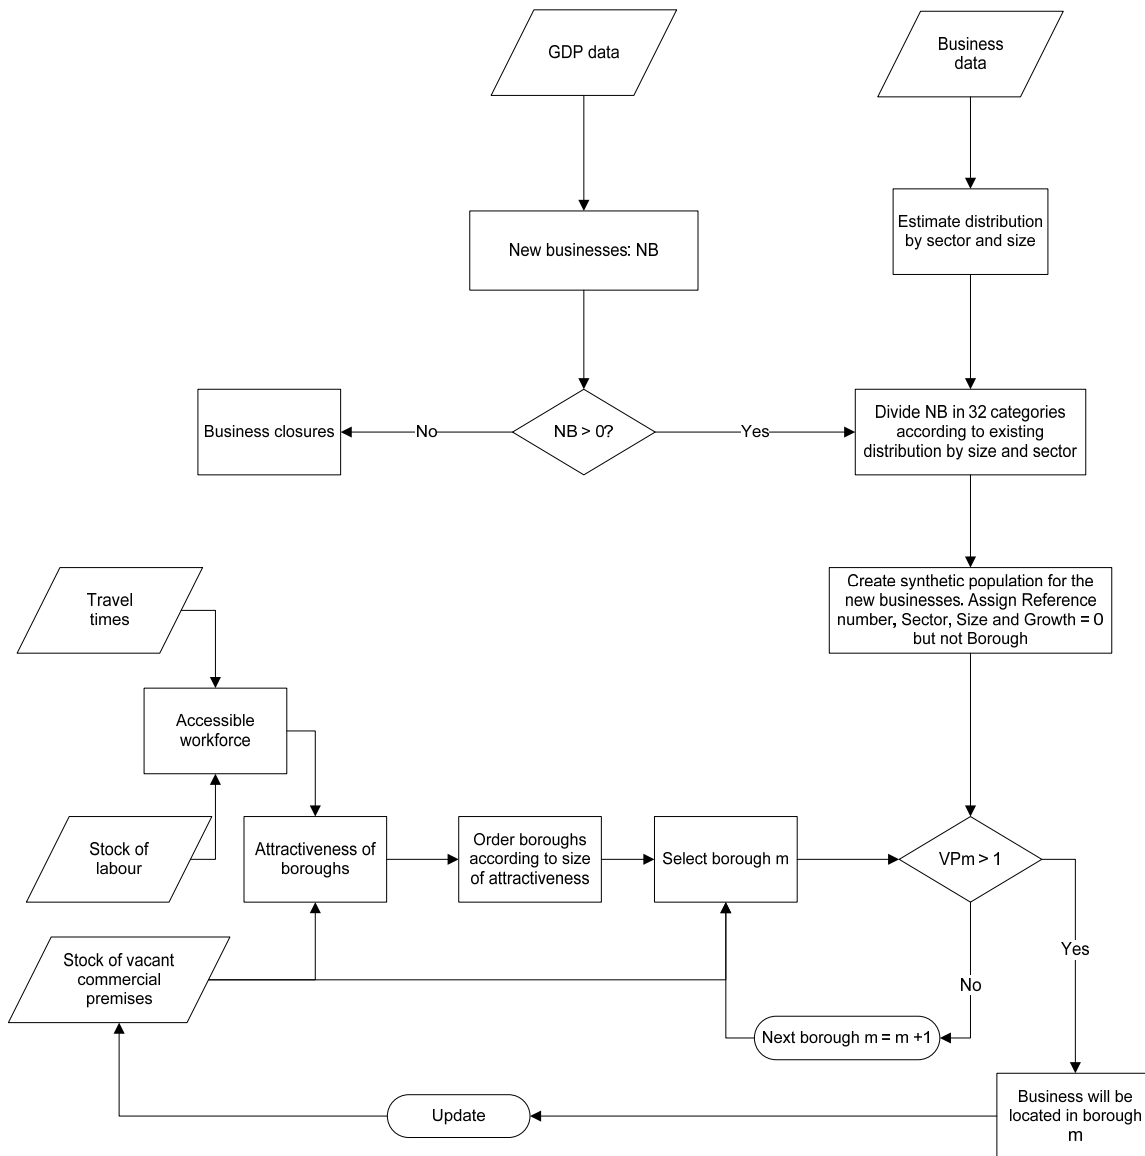 GDP data
Business
data
Estimate distribution
by sector and size
New businesses: NB
Business closures
No
NB > 0?
Yes
Divide NB in 32 categories
according to existing
distribution by size and sector
Create synthetic population for the
new businesses. Assign Reference
number, Sector, Size and Growth = 0
but not Borough
Travel
times
Accessible
workforce
Stock of
labour
Attractiveness of
boroughs
Order boroughs
according to size
of attractiveness
Select borough m
VPm > 1
Yes
No
Stock of vacant
commercial
premises
Next borough m = m +1
Update
Business will be
located in borough
m